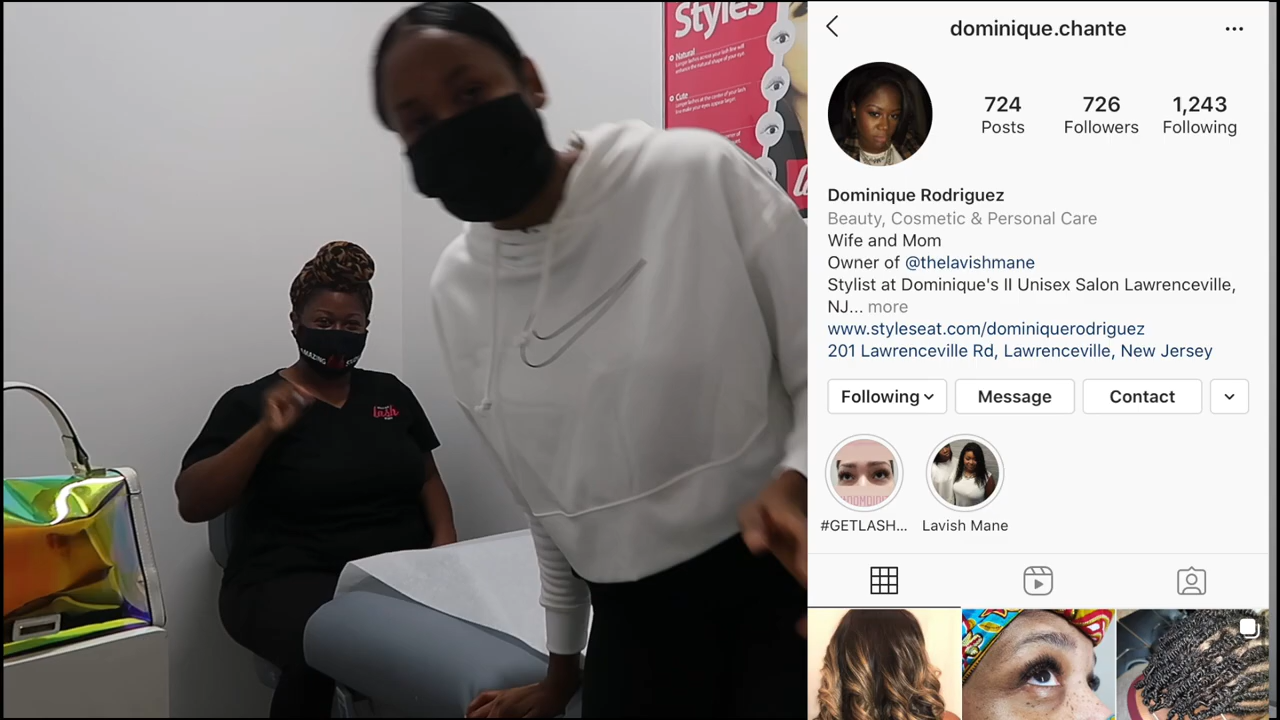 Styles
Natural
Cute
AMAZING
lash
dominique.chante
724
726
1,243
Posts
Followers
Following
Dominique Rodriguez
Beauty, Cosmetic & Personal Care
Wife and Mom
Owner of @thelavishmane
Stylist at Dominique's II Unisex Salon Lawrenceville,
NJ... more
www.styleseat.com/dominiquerodriguez
201 Lawrenceville Rd, Lawrenceville, New Jersey
Following
Message
Contact
#GETLASH...
Lavish Mane